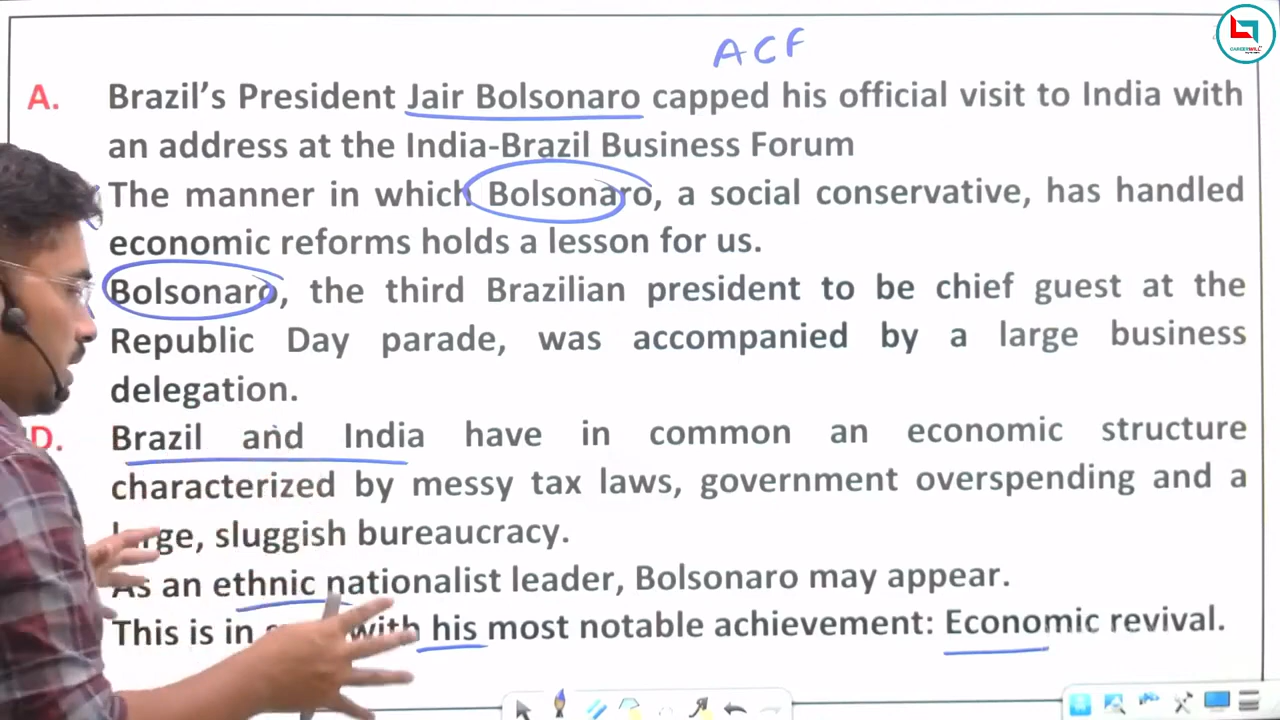 ACF
A. Brazil's President Jair Bolsonaro capped his official visit to India with
an address at the India-Brazil Business Forum
The manner in which Bolsonaro, a social conservative, has handled
economic reforms holds a lesson for us.
Bolsonaro, the third Brazilian president to be chief guest at the
Republic Day parade, was accompanied by a large business
delegation.
D. Brazil and India have in common an economic structure
characterized by messy tax laws, government overspending and a
large, sluggish bureaucracy.
As an ethnic nationalist leader, Bolsonaro may appear.
This is in with his most notable achievement: Economic revival.